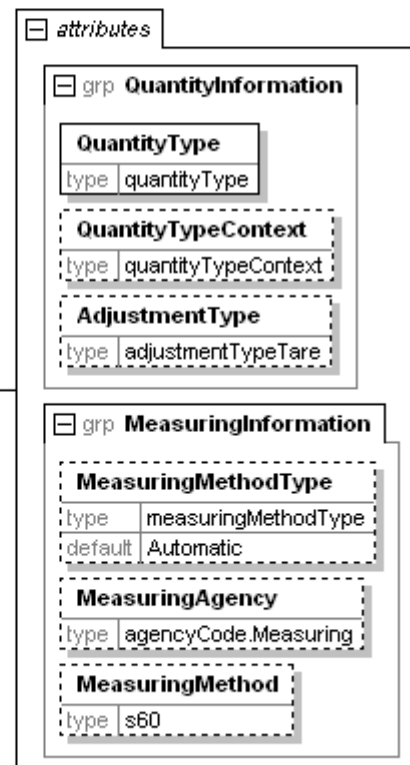 attributes
grp QuantityInformation
QuantityType
type quantityType
QuantityTypeContext
type quantityTypeContext
AdjustmentType
type adjustmentTypeTare
grp MeasuringInformation
MeasuringMethodType
type measuringMethodType
default Automatic
MeasuringAgency
type agencyCode.Measuring
MeasuringMethod
type s60